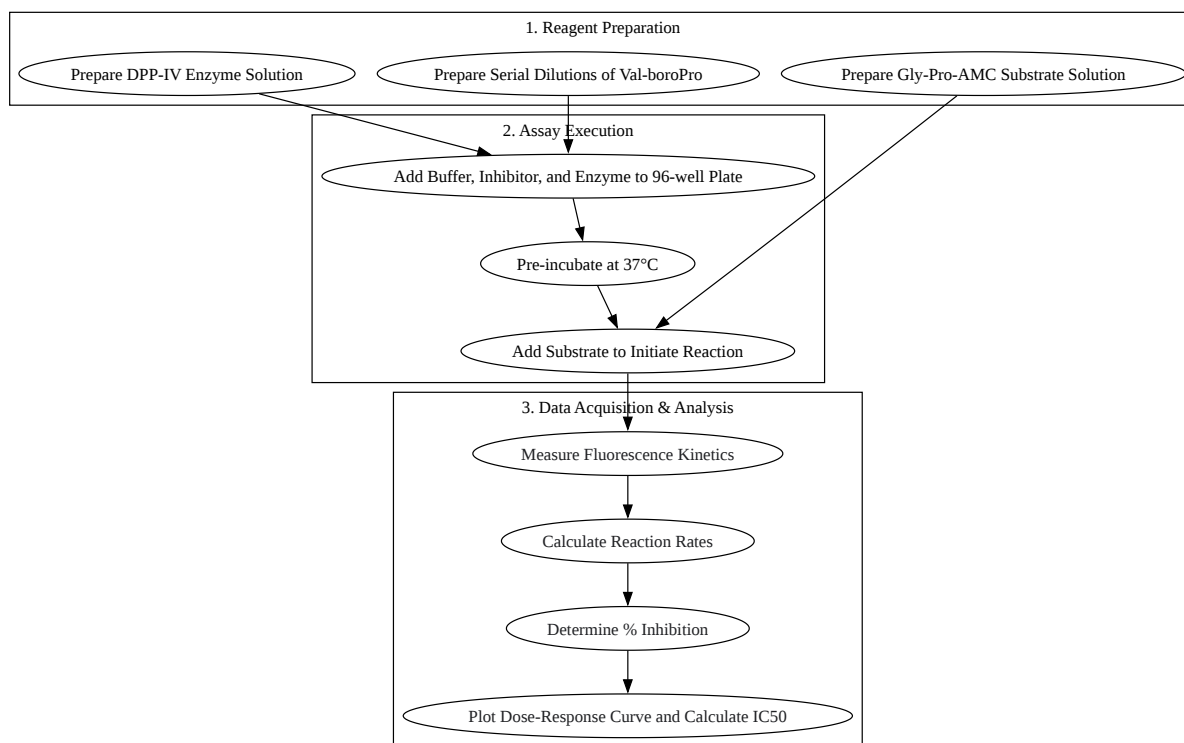 1. Reagent Preparation
Prepare DPP-IV Enzyme Solution
Prepare Serial Dilutions of Val-boroPro
Prepare Gly-Pro-AMC Substrate Solution
2. Assay Execution
Add Buffer, Inhibitor, and Enzyme to 96-well Plate
Pre-incubate at 37°C
Add Substrate to Initiate Reaction
3. Data Acquisition & Analysis
Measure Fluorescence Kinetics
Calculate Reaction Rates
Determine % Inhibition
Plot Dose-Response Curve and Calculate IC50